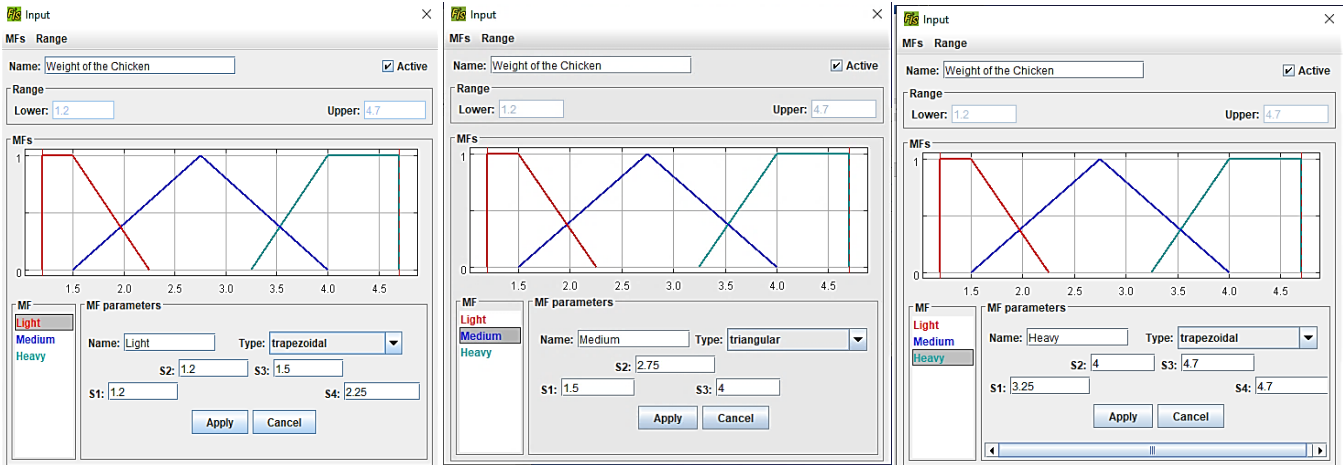 Fis Input
MFs Range
Name: Weight of the Chicken Active
Range
Lower: 1.2 Upper: 4.7
MFs
1
0
1.5 2.0 2.5 3.0 3.5 4.0 4.5
MF
Light
Medium
Heavy
MF parameters
Name: Light Type: trapezoidal
S2: 1.2 S3: 1.5
S1: 1.2 S4: 2.25
Apply Cancel
Fis Input
MFs Range
Name: Weight of the Chicken Active
Range
Lower: 1.2 Upper: 4.7
MFs
1
0
1.5 2.0 2.5 3.0 3.5 4.0 4.5
MF
Light
Medium
Heavy
MF parameters
Name: Medium Type: triangular
S2: 2.75
S1: 1.5 S3: 4
Apply Cancel
Fis Input
MFs Range
Name: Weight of the Chicken Active
Range
Lower: 1.2 Upper: 4.7
MFs
1
0
1.5 2.0 2.5 3.0 3.5 4.0 4.5
MF
Light
Medium
Heavy
MF parameters
Name: Heavy Type: trapezoidal
S2: 4 S3: 4.7
S1: 3.25 S4: 4.7
Apply Cancel